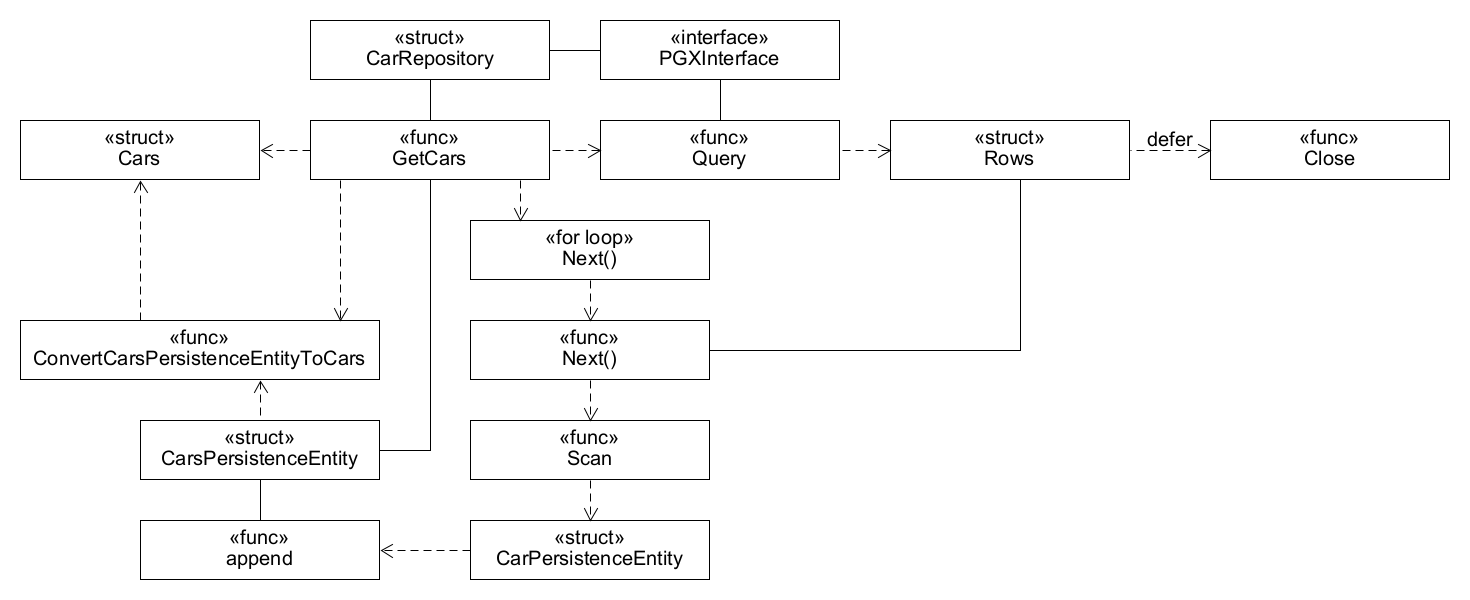 «struct»
CarRepository
«interface»
PGXInterface
«struct»
Cars
«func»
GetCars
«func»
Query
«struct»
Rows
defer
«func»
Close
«for loop»
Next()
«func»
ConvertCarsPersistenceEntityToCars
«func»
Next()
«struct»
CarsPersistenceEntity
«func»
Scan
«func»
append
«struct»
CarPersistenceEntity